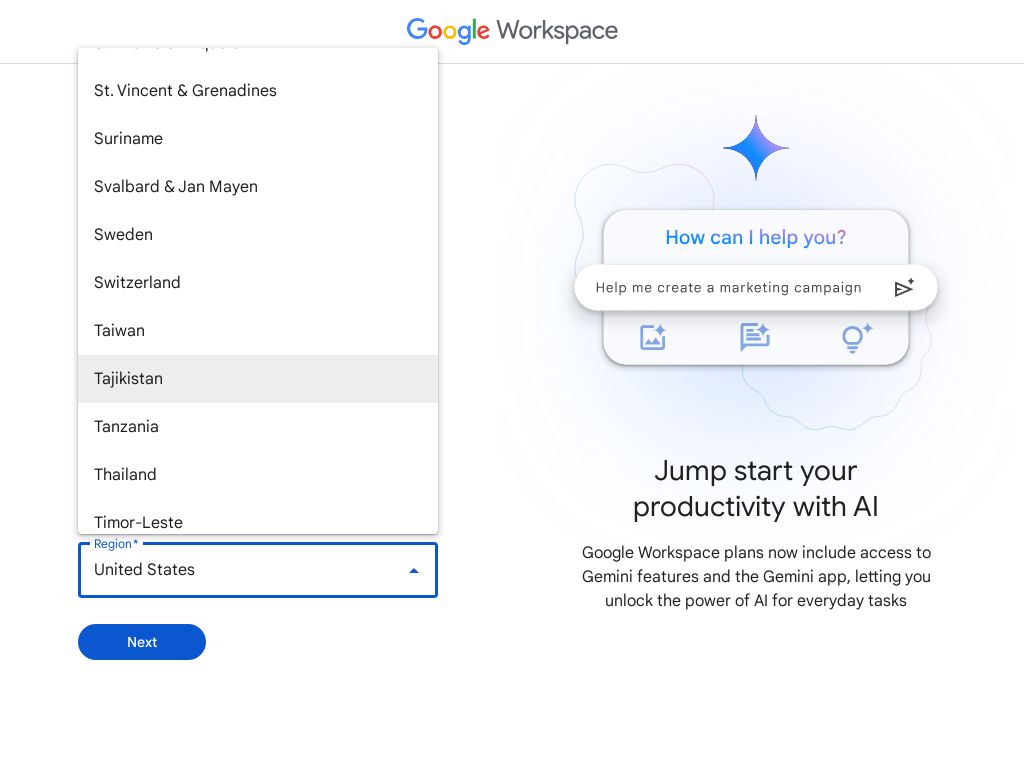 Google Workspace
St. Vincent & Grenadines
Suriname
Svalbard & Jan Mayen
Sweden
Switzerland
Taiwan
Tajikistan
Tanzania
Thailand
Timor-Leste
Region*
United States
Next
How can I help you?
Help me create a marketing campaign
Jump start your
productivity with AI
Google Workspace plans now include access to
Gemini features and the Gemini app, letting you
unlock the power of AI for everyday tasks